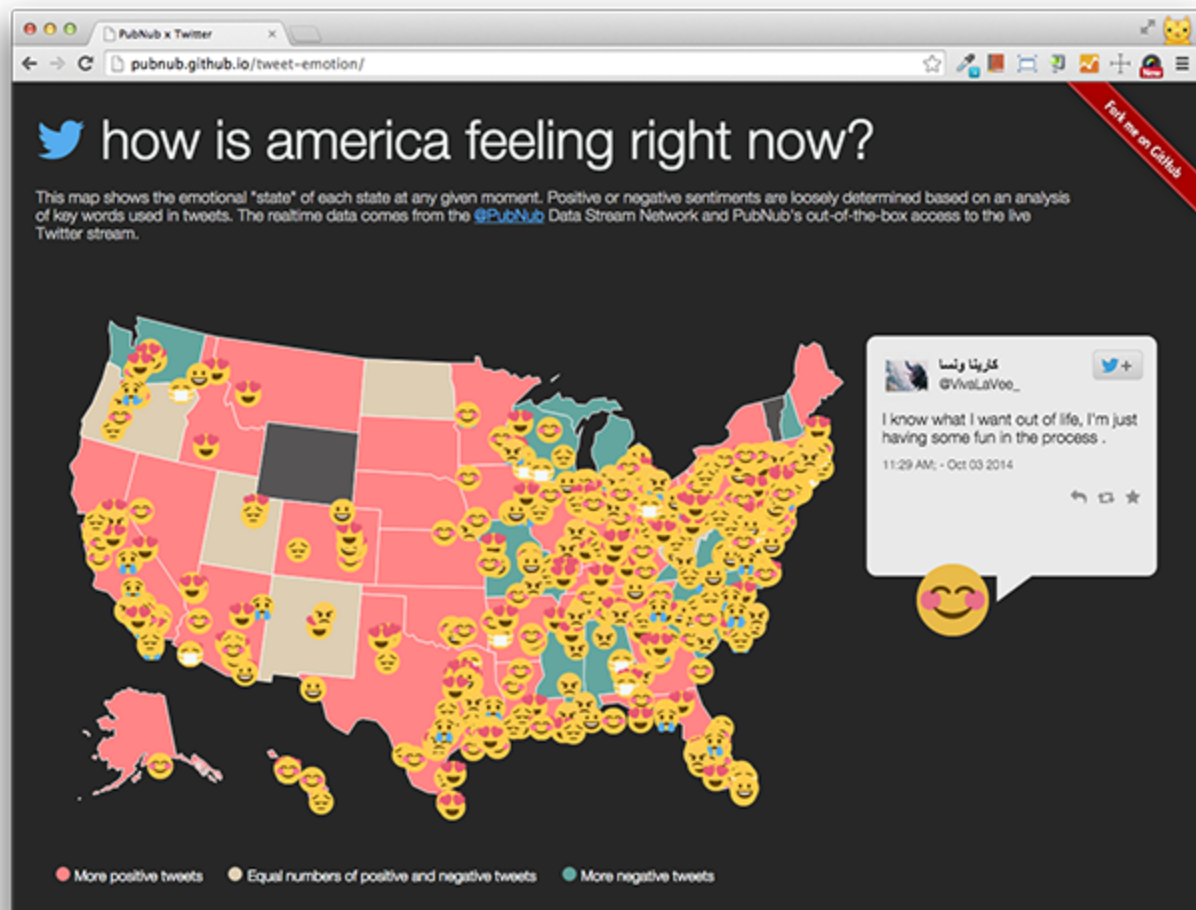 PubNub x Twitter
pubnub.github.io/tweet-emotion/
New
Fork me on GitHub
how is america feeling right now?
This map shows the emotional "state" of each state at any given moment. Positive or negative sentiments are loosely determined based on an analysis
of key words used in tweets. The realtime data comes from the @PubNub Data Stream Network and PubNub's out-of-the-box access to the live
Twitter stream.
كارينا ونسا
@VivaLaVee_
I know what I want out of life, I'm just
having some fun in the process .
11:29 AM; - Oct 03 2014
More positive tweets
Equal numbers of positive and negative tweets
More negative tweets